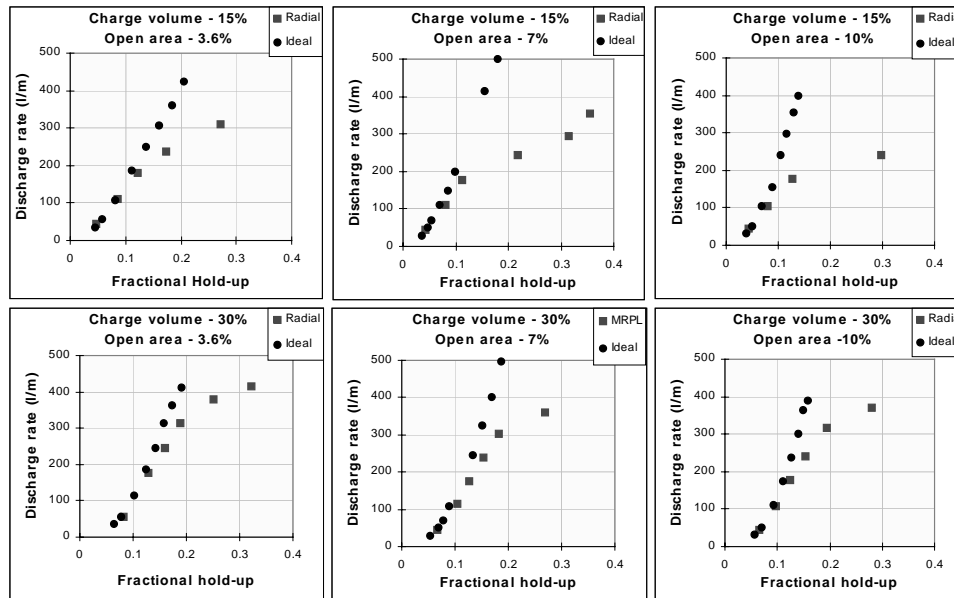 Charge volume - 15%
Open area - 3.6%
Radial
Ideal
Discharge rate (l/m)
500
400
300
200
100
0
0
0.1
0.2
0.3
0.4
Fractional Hold-up
Charge volume - 15%
Open area - 7%
Radial
Ideal
Discharge rate (l/m)
500
400
300
200
100
0
0
0.1
0.2
0.3
0.4
Fractional hold-up
Charge volume - 15%
Open area - 10%
Radial
Ideal
Discharge rate (l/m)
500
400
300
200
100
0
0
0.1
0.2
0.3
0.4
Fractional hold-up
Charge volume - 30%
Open area - 3.6%
Radial
Ideal
Discharge rate (l/m)
500
400
300
200
100
0
0
0.1
0.2
0.3
0.4
Fractional hold-up
Charge volume - 30%
Open area - 7%
MRPL
Ideal
Discharge rate (l/m)
500
400
300
200
100
0
0
0.1
0.2
0.3
0.4
Fractional hold-up
Charge volume - 30%
Open area -10%
Radia
Ideal
Discharge rate (l/m)
500
400
300
200
100
0
0
0.1
0.2
0.3
0.4
Fractional hold-up